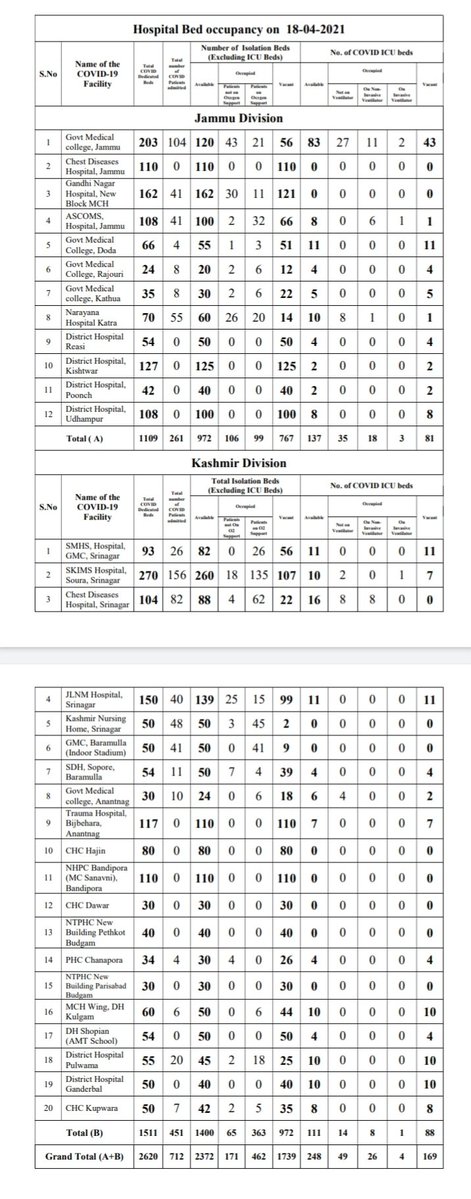 Hospital Bed occupancy on 18-04-2021
S.No
Name of the COVID-19 Facility
Total COVID Dedicated Beds
Total number of COVID Patients admitted
Number of Isolation Beds (Excluding ICU Beds)
No. of COVID ICU beds
Available
Occupied
Patients not on Oxygen Support
Patients on Oxygen Support
Vacant
Available
Occupied
Not on Ventilator
On Non-Invasive Ventilator
On Invasive Ventilator
Vacant
Jammu Division
1 Govt Medical college, Jammu 203 104 120 43 21 56 83 27 11 2 43
2 Chest Diseases Hospital, Jammu 110 0 110 0 0 110 0 0 0 0 0
3 Gandhi Nagar Hospital, New Block MCH 162 41 162 30 11 121 0 0 0 0 0
4 ASCOMS, Hospital, Jammu 108 41 100 2 32 66 8 0 6 1 1
5 Govt Medical College, Doda 66 4 55 1 3 51 11 0 0 0 11
6 Govt Medical College, Rajouri 24 8 20 2 6 12 4 0 0 0 4
7 Govt Medical college, Kathua 35 8 30 2 6 22 5 0 0 0 5
8 Narayana Hospital Katra 70 55 60 26 20 14 10 8 1 0 1
9 District Hospital Reasi 54 0 50 0 0 50 4 0 0 0 4
10 District Hospital, Kishtwar 127 0 125 0 0 125 2 0 0 0 2
11 District Hospital, Poonch 42 0 40 0 0 40 2 0 0 0 2
12 District Hospital, Udhampur 108 0 100 0 0 100 8 0 0 0 8
Total ( A) 1109 261 972 106 99 767 137 35 18 3 81
Kashmir Division
S.No
Name of the COVID-19 Facility
Total COVID Dedicated Beds
Total number of COVID Patients admitted
Total Isolation Beds (Excluding ICU Beds)
No. of COVID ICU beds
Available
Occupied
Patients not On O2 Support
Patients on O2 Support
Vacant
Available
Occupied
Not on Ventilator
On Non-Invasive Ventilator
On Invasive Ventilator
Vacant
1 SMHS, Hospital, GMC, Srinagar 93 26 82 0 26 56 11 0 0 0 11
2 SKIMS Hospital, Soura, Srinagar 270 156 260 18 135 107 10 2 0 1 7
3 Chest Diseases Hospital, Srinagar 104 82 88 4 62 22 16 8 8 0 0
4 JLNM Hospital, Srinagar 150 40 139 25 15 99 11 0 0 0 11
5 Kashmir Nursing Home, Srinagar 50 48 50 3 45 2 0 0 0 0 0
6 GMC, Baramulla (Indoor Stadium) 50 41 50 0 41 9 0 0 0 0 0
7 SDH, Sopore, Baramulla 54 11 50 7 4 39 4 0 0 0 4
8 Govt Medical college, Anantnag 30 10 24 0 6 18 6 4 0 0 2
9 Trauma Hospital, Bijbehara, Anantnag 117 0 110 0 0 110 7 0 0 0 7
10 CHC Hajin 80 0 80 0 0 80 0 0 0 0 0
11 NHPC Bandipora (MC Sanavni), Bandipora 110 0 110 0 0 110 0 0 0 0 0
12 CHC Dawar 30 0 30 0 0 30 0 0 0 0 0
13 NTPHC New Building Pethkot Budgam 40 0 40 0 0 40 0 0 0 0 0
14 PHC Chanapora 34 4 30 4 0 26 4 0 0 0 4
15 NTPHC New Building Parisabad Budgam 30 0 30 0 0 30 0 0 0 0 0
16 MCH Wing, DH Kulgam 60 6 50 0 6 44 10 0 0 0 10
17 DH Shopian (AMT School) 54 0 50 0 0 50 4 0 0 0 4
18 District Hospital Pulwama 55 20 45 2 18 25 10 0 0 0 10
19 District Hospital Ganderbal 50 0 40 0 0 40 10 0 0 0 10
20 CHC Kupwara 50 7 42 2 5 35 8 0 0 0 8
Total (B) 1511 451 1400 65 363 972 111 14 8 1 88
Grand Total (A+B) 2620 712 2372 171 462 1739 248 49 26 4 169